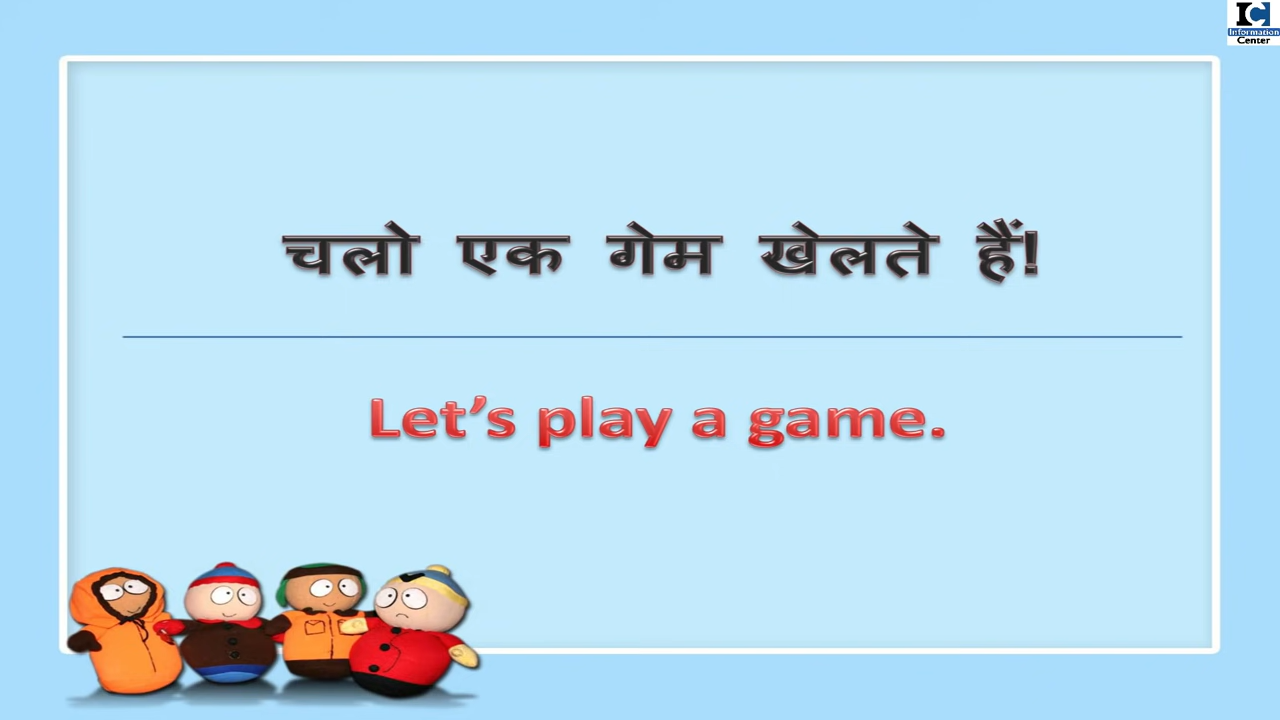 IC
Information
Center
चलो एक गेम खेलते हैं!
Let’s play a game.